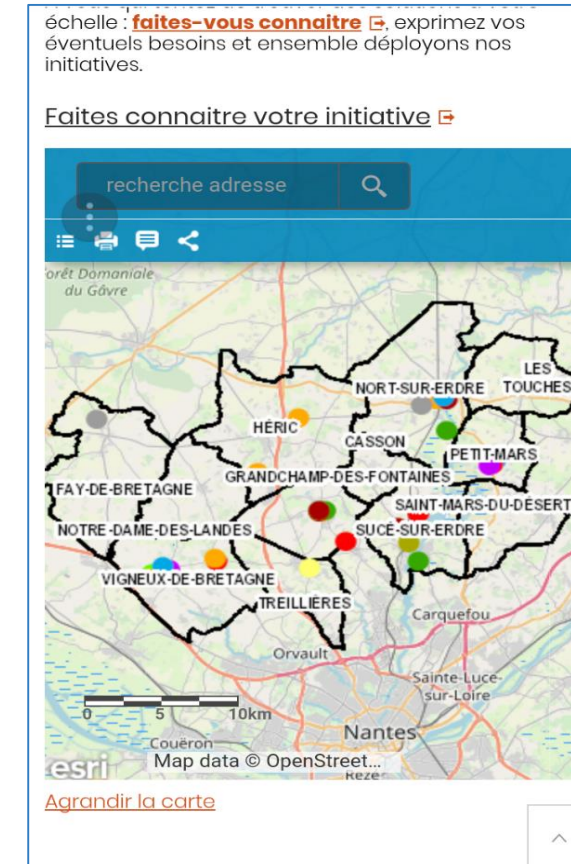 échelle : faites-vous connaitre, exprimez vos
éventuels besoins et ensemble déployons nos
initiatives.
Faites connaitre votre initiative
recherche adresse
orêt Domaniale
du Gâvre
LES
TOUCHES
NORT-SUR-ERDRE
HÉRIC
CASSON
PETIT-MARS
GRANDCHAMP-DES-FONTAINES
FAY-DE-BRETAGNE
SAINT-MARS-DU-DÉSERT
NOTRE-DAME-DES-LANDES
SUCÉ-SUR-ERDRE
VIGNEUX-DE-BRETAGNE
TREILLIÈRES
Carquefou
Orvault
Sainte-Luce-
sur-Loire
0 5 10km
Nantes
Couëron
esri
Map data © OpenStreet...
Rezé
Agrandir la carte